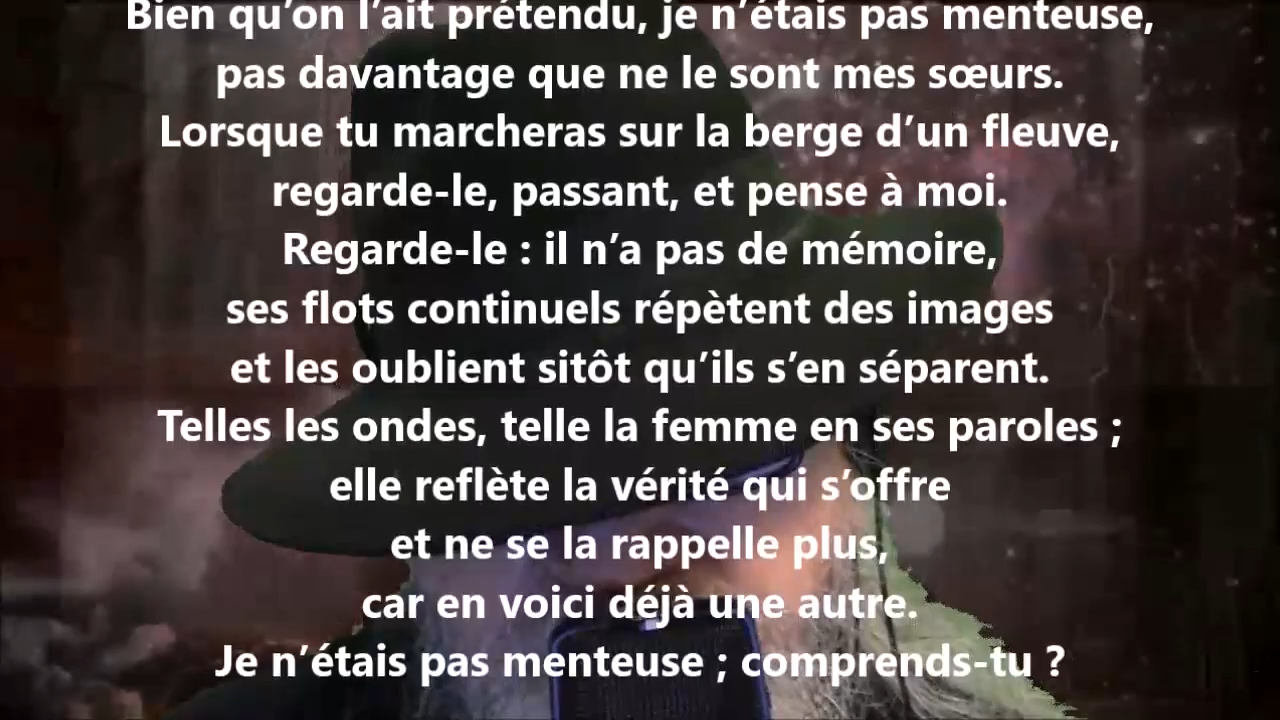 Bien qu’on l’ait prétendu, je n’étais pas menteuse,
pas davantage que ne le sont mes sœurs.
Lorsque tu marcheras sur la berge d’un fleuve,
regarde-le, passant, et pense à moi.
Regarde-le : il n’a pas de mémoire,
ses flots continuels répètent des images
et les oublient sitôt qu’ils s’en séparent.
Telles les ondes, telle la femme en ses paroles ;
elle reflète la vérité qui s’offre
et ne se la rappelle plus,
car en voici déjà une autre.
Je n’étais pas menteuse ; comprends-tu ?